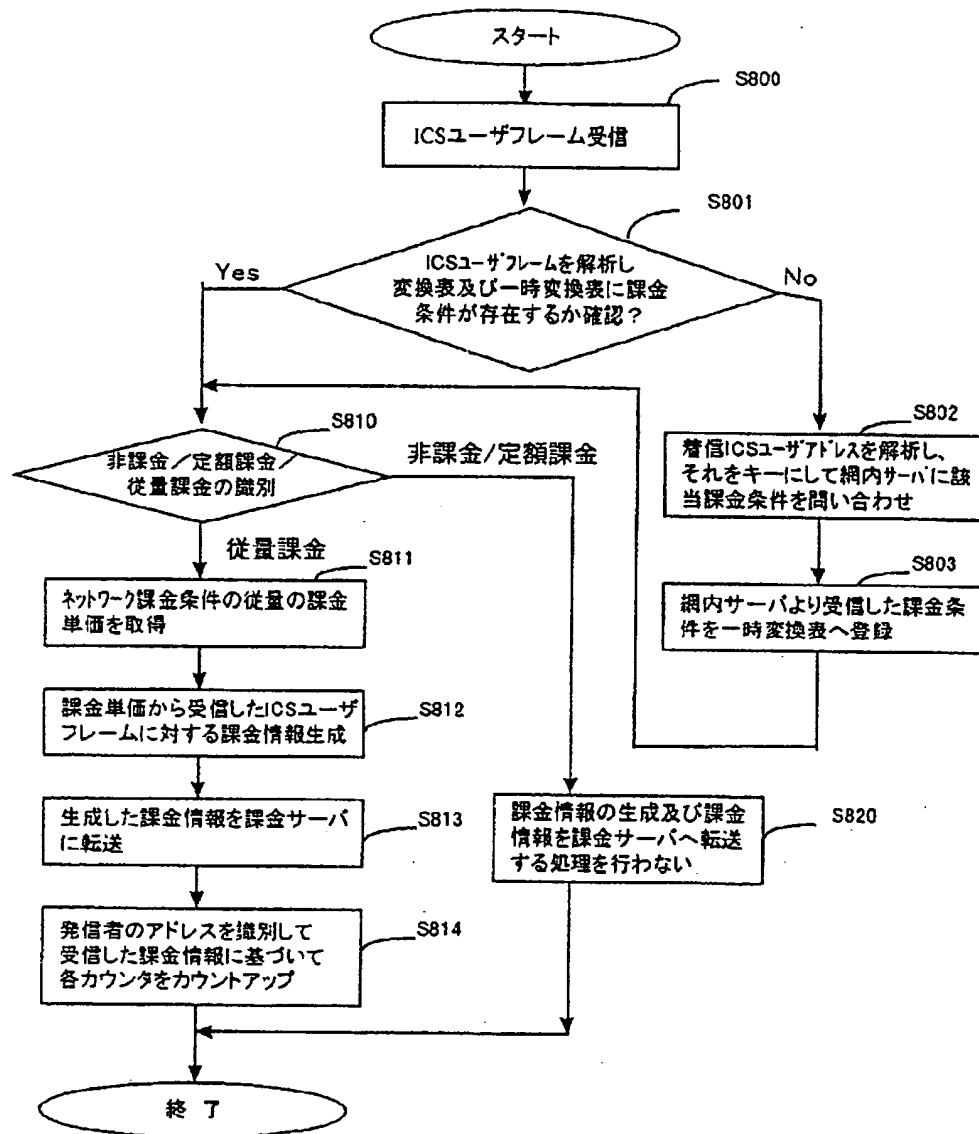 スタート
S800
ICSユーザフレーム受信
S801
ICSユーザフレームを解析し
変換表及び一時変換表に課金
条件が存在するか確認？
Yes
No
S802
着信ICSユーザアドレスを解析し、
それをキーにして網内サーバに該
当課金条件を問い合わせ
S803
網内サーバより受信した課金条
件を一時変換表へ登録
S810
非課金／定額課金／
従量課金の識別
非課金/定額課金
従量課金
S811
ネットワーク課金条件の従量の課金
単価を取得
課金単価から受信したICSユーザ
フレームに対する課金情報生成
S812
生成した課金情報を課金サーバ
に転送
S813
発信者のアドレスを識別して
受信した課金情報に基づいて
各カウンタをカウントアップ
S814
課金情報の生成及び課金
情報を課金サーバへ転送
する処理を行わない
S820
終了